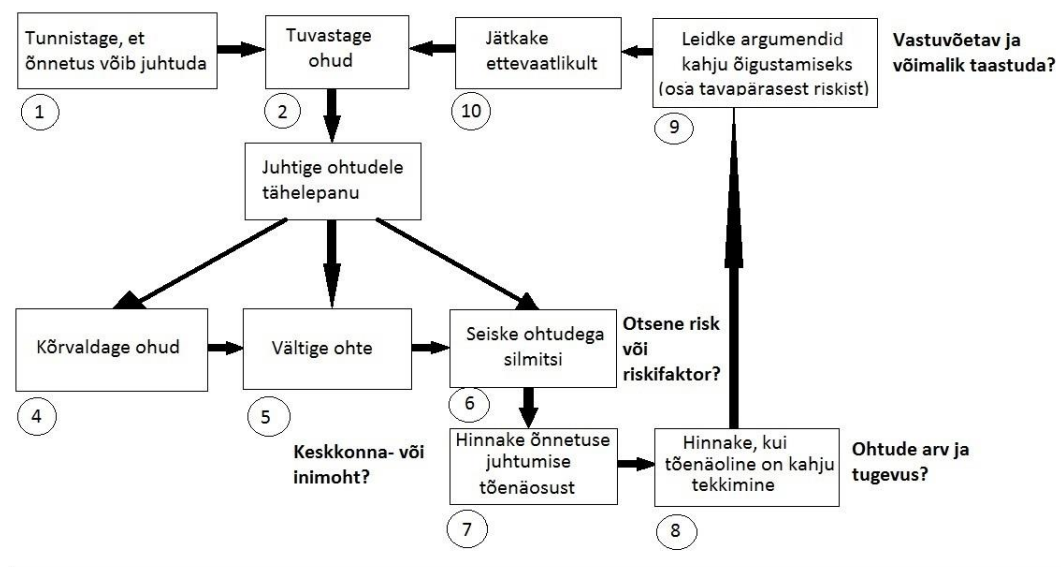 Tunnistage, et
õnnetus võib juhtuda
1
Tuvastage
ohud
2
Jätkake
ettevaatlikult
10
Leidke argumendid
kahju õigustamiseks
(osa tavapärasest riskist)
9
Vastuvõetav ja
võimalik taastuda?
Juhtige ohtudele
tähelepanu
Kõrvaldage ohud
4
Vältige ohte
5
Seiske ohtudega
silmitsi
6
Otsene risk
või
riskifaktor?
Keskkonna- või
inimoht?
Hinnake õnnetuse
juhtumise
tõenäosust
7
Hinnake, kui
tõenäoline on kahju
tekkimine
8
Ohtude arv ja
tugevus?